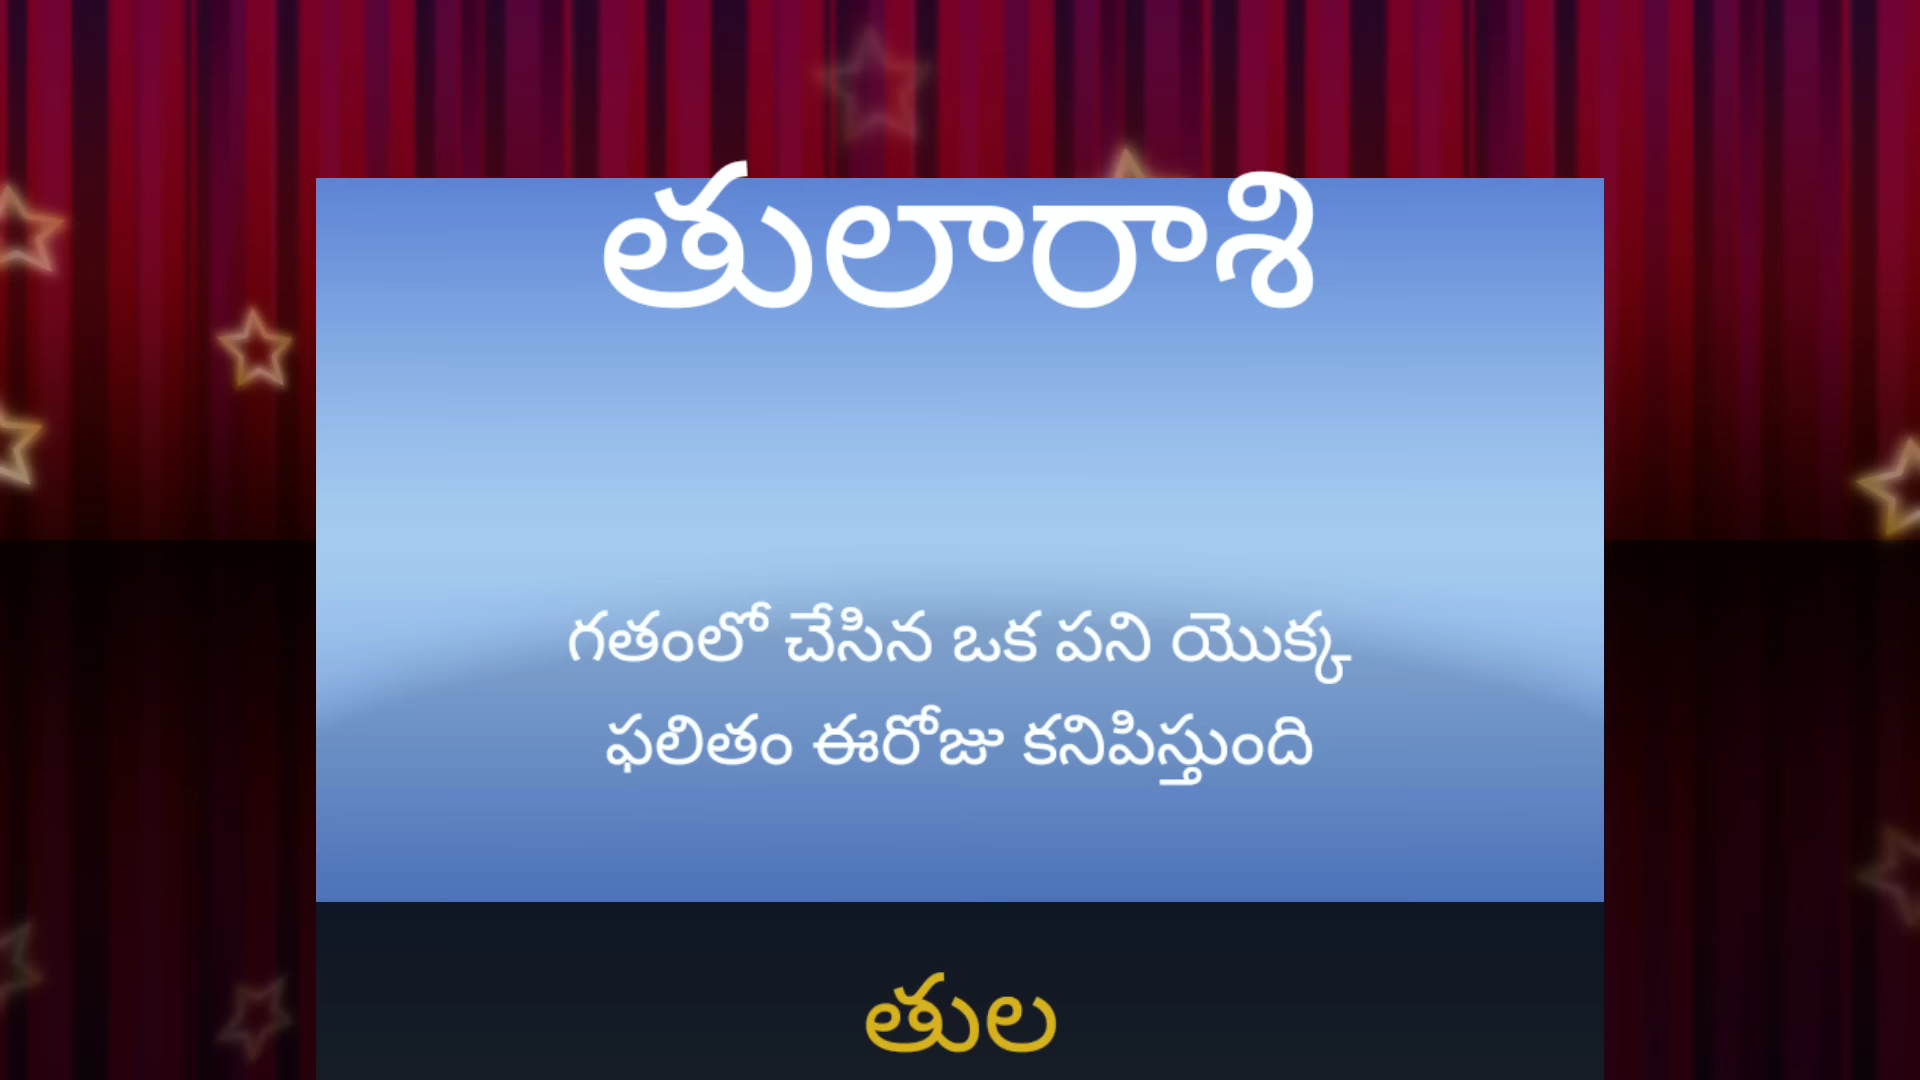 తులారాశి
గతంలో చేసిన ఒక పని యొక్క
ఫలితం ఈరోజు కనిపిస్తుంది
తుల